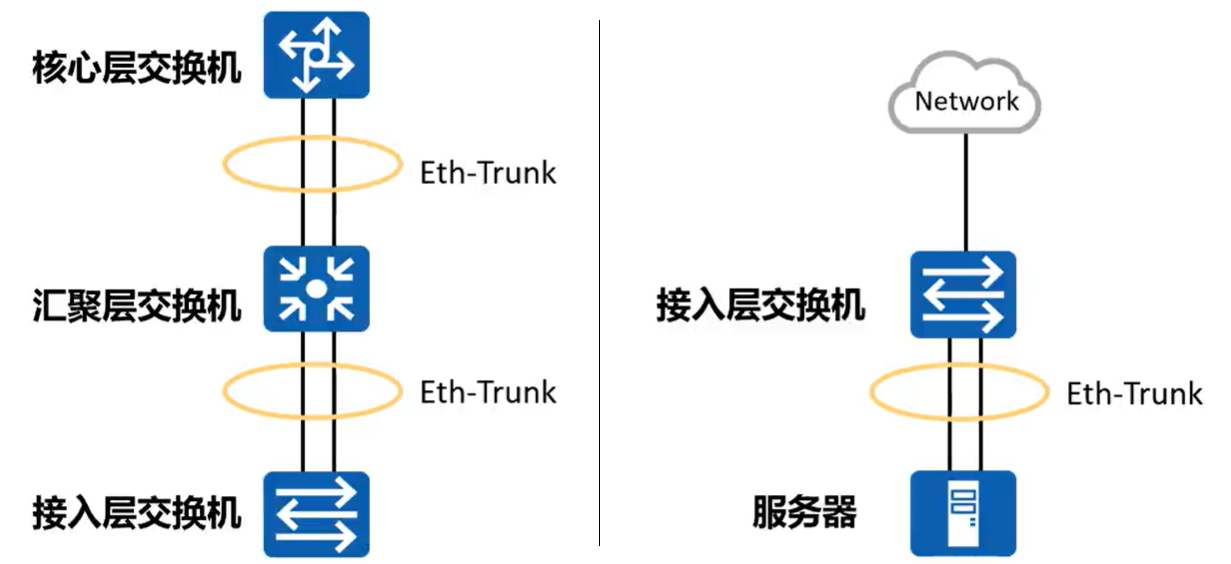 核心层交换机
Eth-Trunk
汇聚层交换机
Eth-Trunk
接入层交换机
Network
接入层交换机
Eth-Trunk
服务器